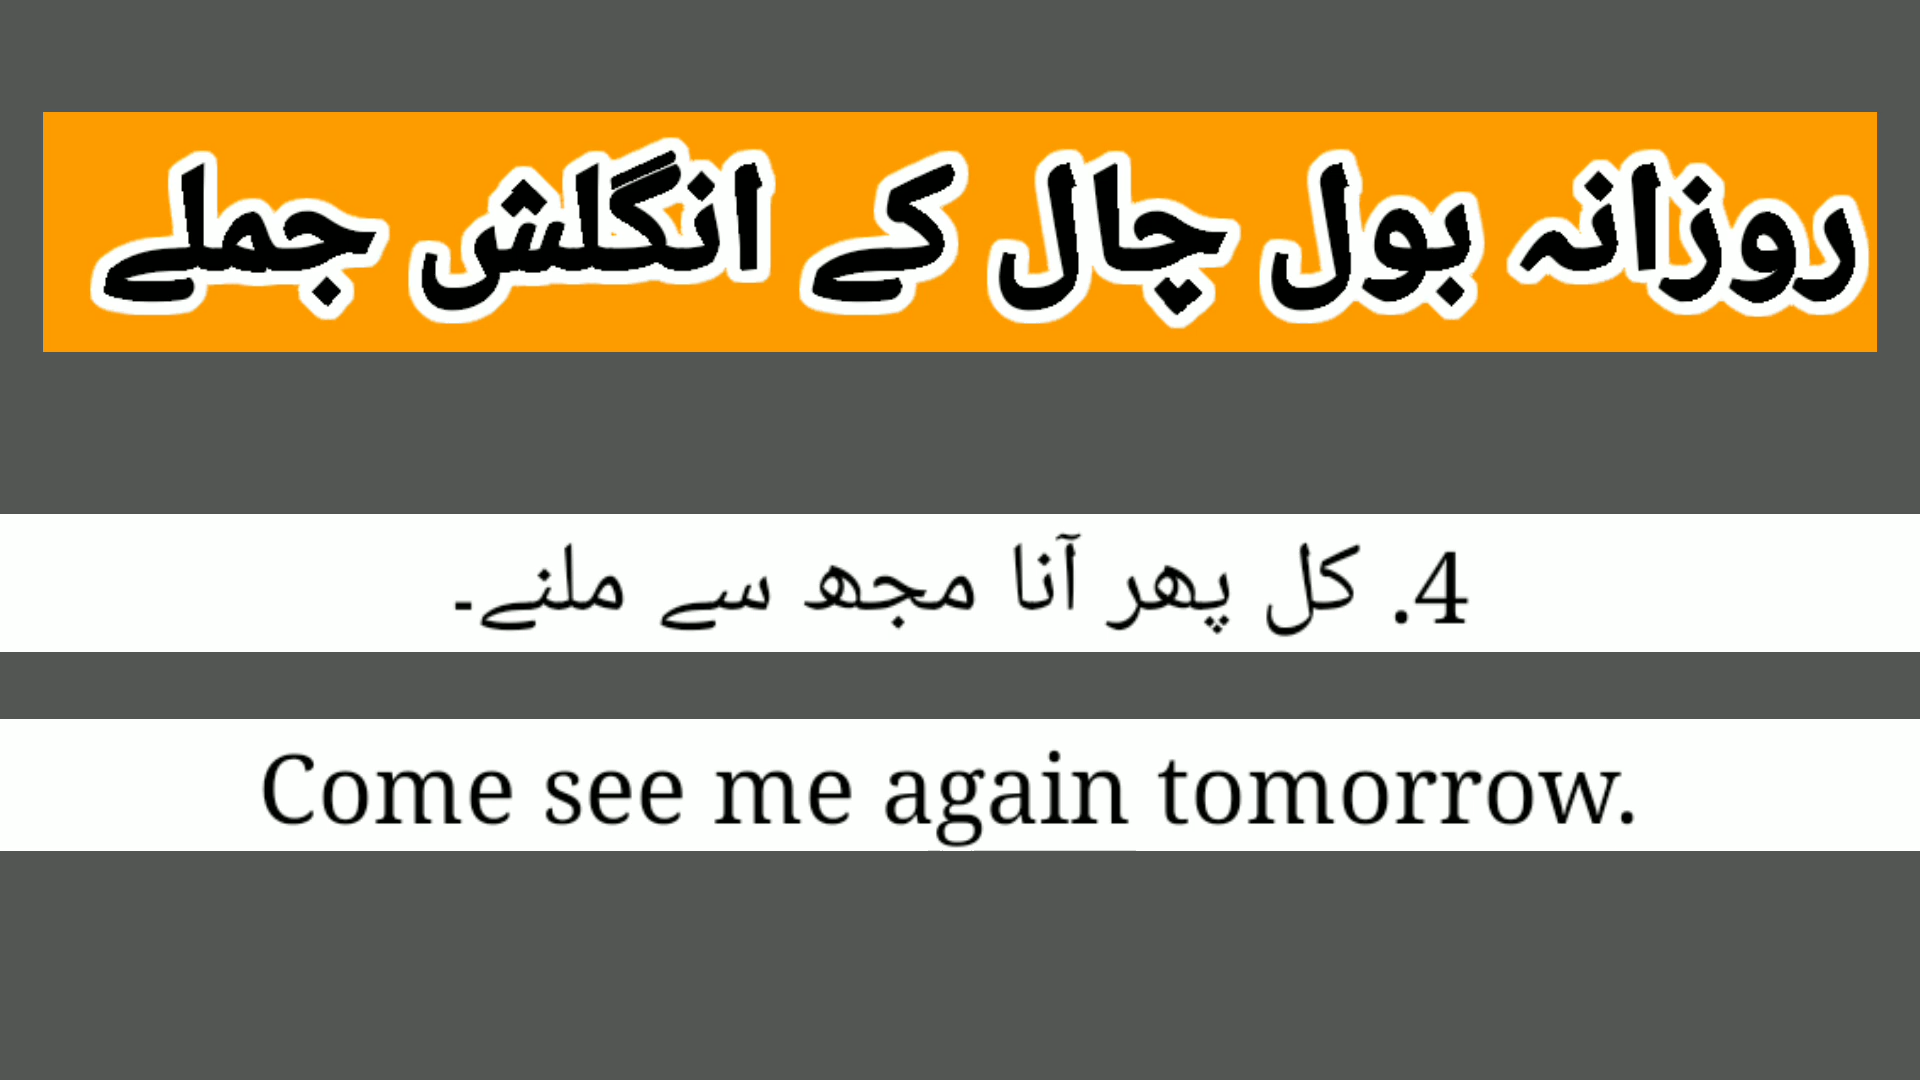 روزانہ بول چال کے انگلش جملے
4. کل پھر آنا مجھ سے ملنے۔
Come see me again tomorrow.